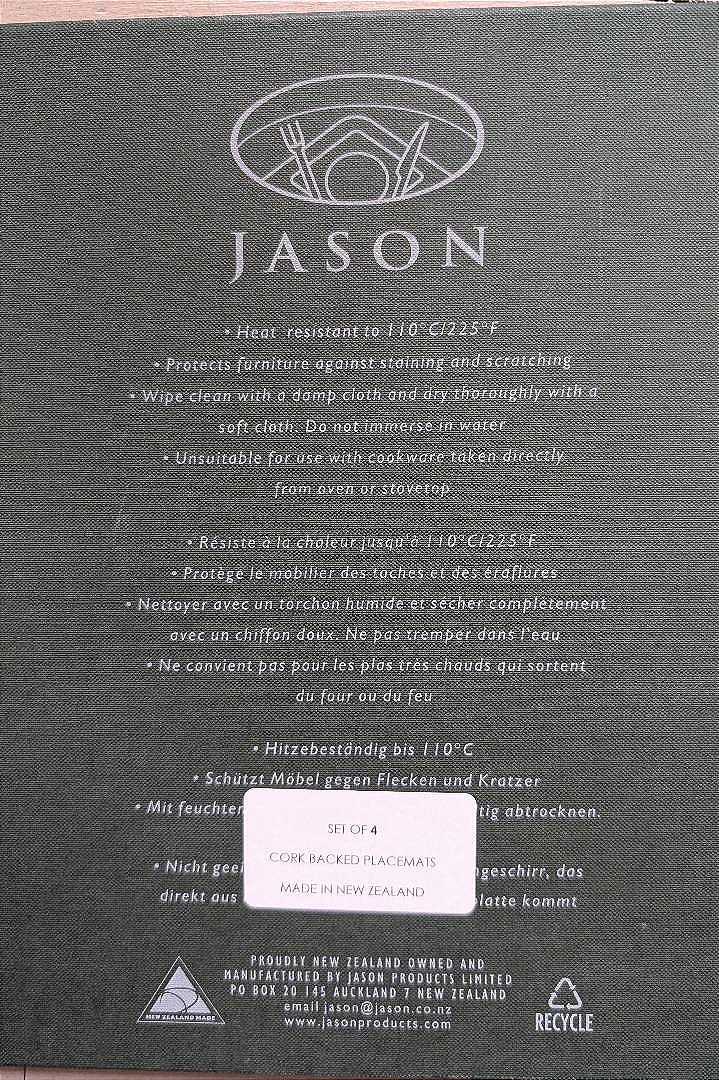 JASON
• Heat resistant to 110°C/225°F
• Protects furniture against staining and scratching
• Wipe clean with a damp cloth and dry thoroughly with a
soft cloth. Do not immerse in water
• Unsuitable for use with cookware taken directly
from oven or stovetop
• Résiste à la chaleur jusqu'à 110°C/225°F
• Protège le mobilier des taches et des éraflures
• Nettoyer avec un torchon humide et sécher complètement
avec un chiffon doux. Ne pas tremper dans l'eau
• Ne convient pas pour les plas très chauds qui sortent
du four ou du feu.
• Hitzebeständig bis 110°C
• Schützt Möbel gegen Flecken und Kratzer
• Mit feuchten tig abtrocknen.
• Nicht geei ngeschirr, das
direkt aus platte kommt
SET OF 4
CORK BACKED PLACEMATS
MADE IN NEW ZEALAND
NEW ZEALAND MADE
PROUDLY NEW ZEALAND OWNED AND
MANUFACTURED BY JASON PRODUCTS LIMITED
PO BOX 20 145 AUCKLAND 7 NEW ZEALAND
email jason@jason.co.nz
www.jasonproducts.com
RECYCLE